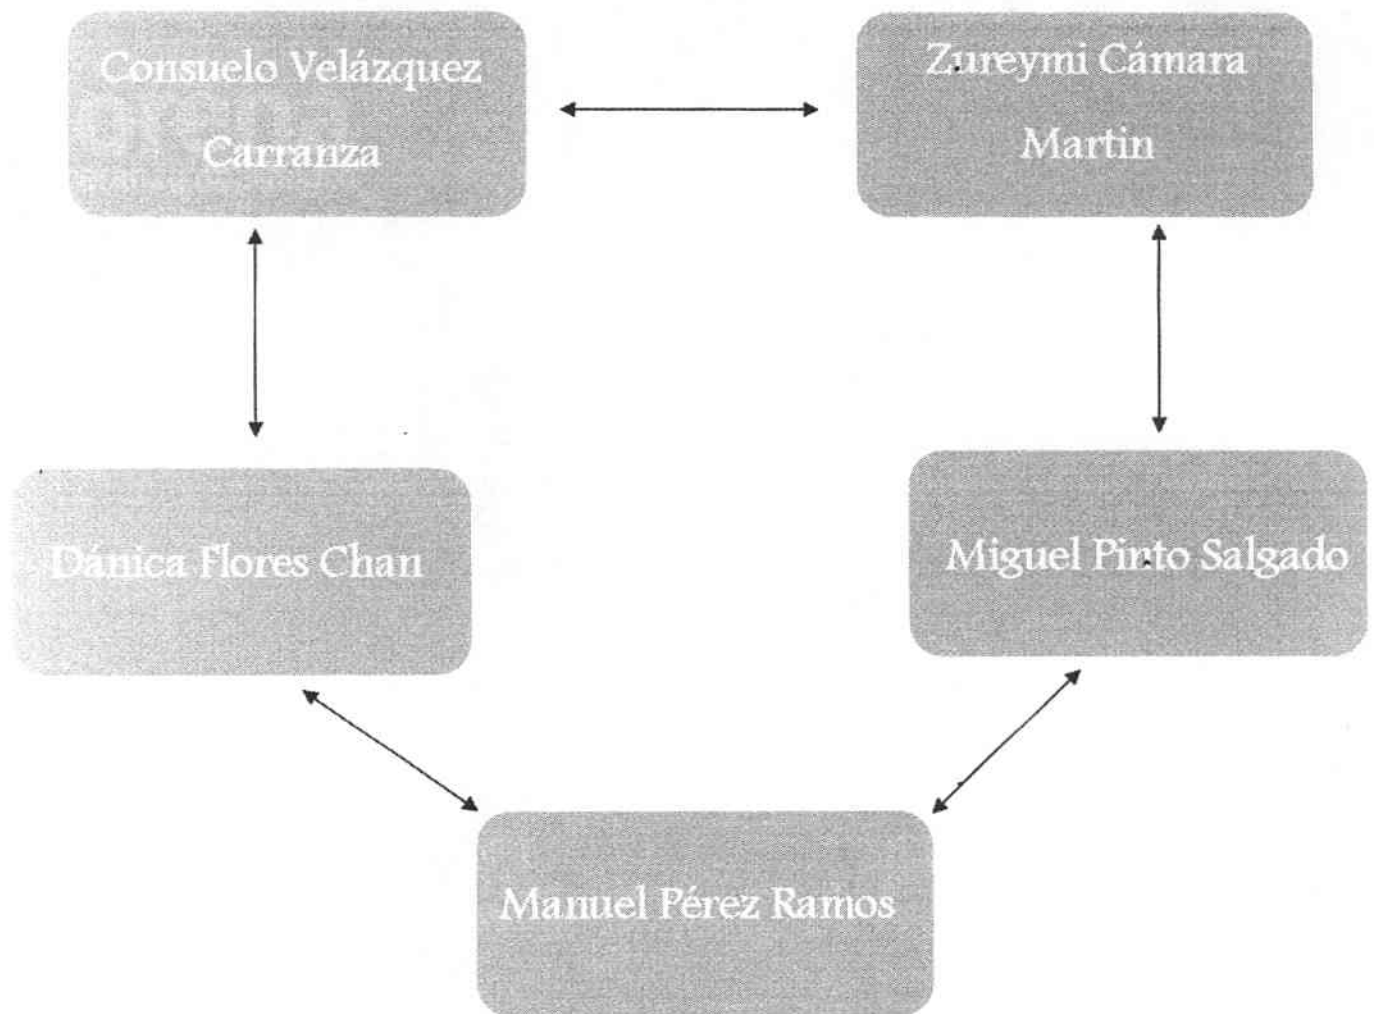 Consuelo Velázquez
Carranza
Zureymi Cámara
Martin
Dánica Flores Chan
Miguel Pinto Salgado
Manuel Pérez Ramos